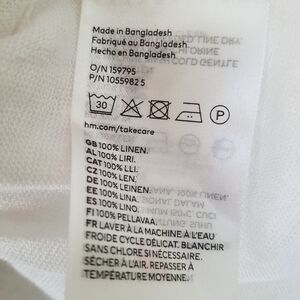 Made in Bangladesh
Fabriqué au Bangladesh
Hecho en Bangladesh
O/N 159795
P/N 1055982 5
30
P
hm.com/takecare
GB 100% LINEN.
AL 100% LIRI.
CAT 100% LLI.
CZ 100% LEN.
DE 100% LEINEN.
EE 100% LINA.
ES 100% LINO.
FI 100% PELLAVAA.
FR LAVER À LA MACHINE À L'EAU
FROIDE CYCLE DÉLICAT. BLANCHIR
SANS CHLORE SI NÉCESSAIRE.
SÉCHER À L'AIR. REPASSER À
TEMPÉRATURE MOYENNE.